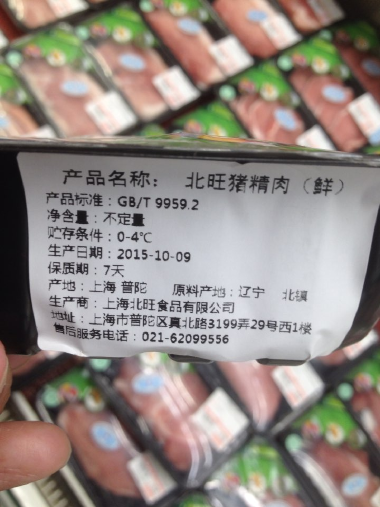 产品名称： 北旺猪精肉（鲜）
产品标准：GB/T 9959.2
净含量：不定量
贮存条件：0-4℃
生产日期：2015-10-09
保质期：7天
产地：上海 普陀 原料产地：辽宁 北镇
生产商：上海北旺食品有限公司
地址：上海市普陀区真北路3199弄29号西1楼
售后服务电话：021-62099556